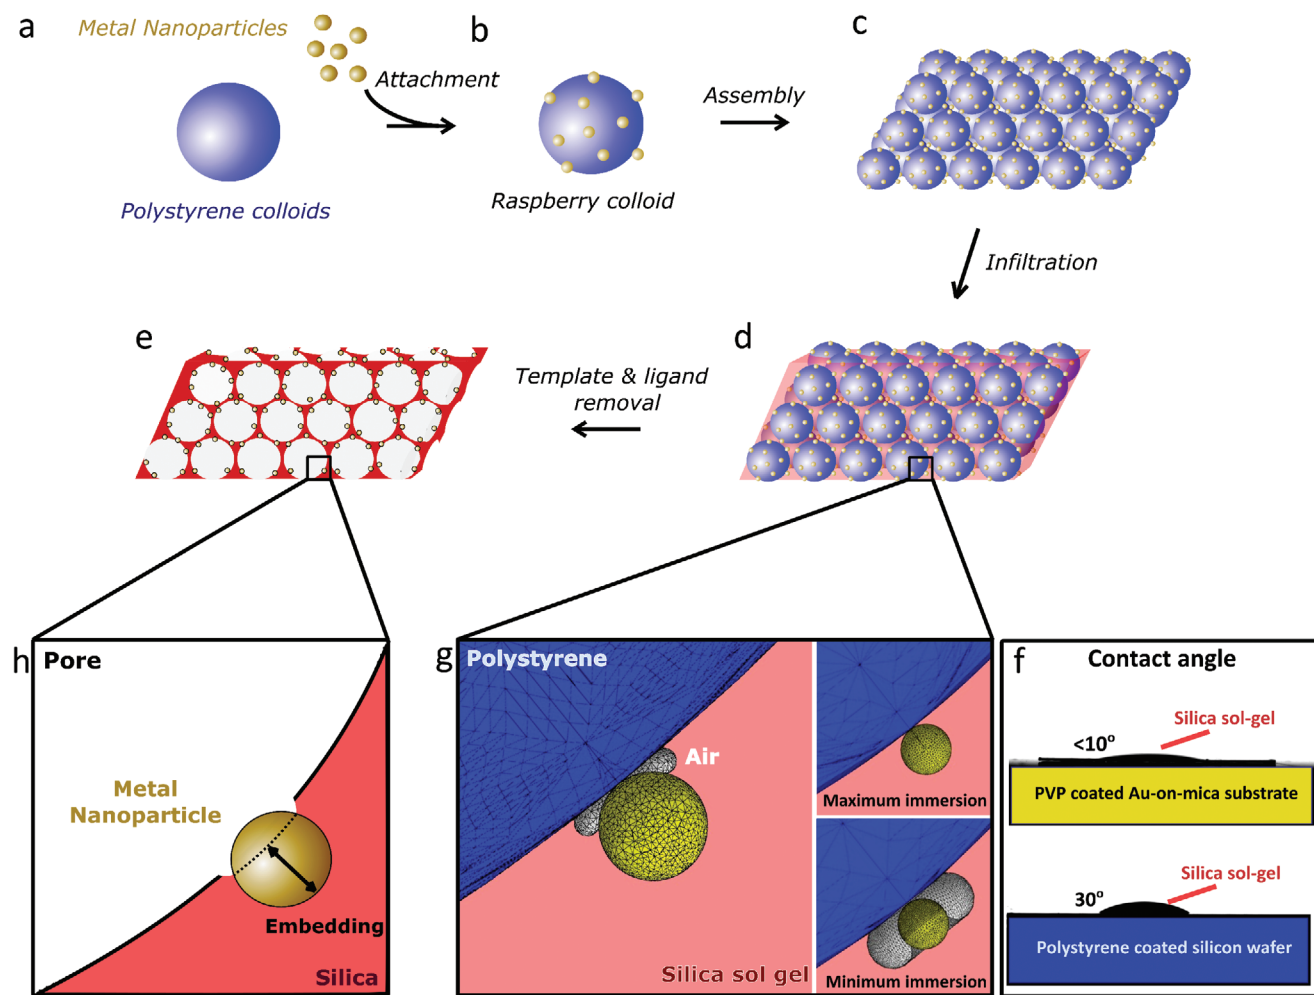 a
Metal Nanoparticles
Polystyrene colloids
Attachment
b
Raspberry colloid
Assembly
c
Infiltration
d
Template & ligand
removal
e
h
Pore
Metal
Nanoparticle
Embedding
Silica
g
Polystyrene
Air
Silica sol gel
Maximum immersion
Minimum immersion
f
Contact angle
Silica sol-gel
<10°
PVP coated Au-on-mica substrate
Silica sol-gel
30°
Polystyrene coated silicon wafer